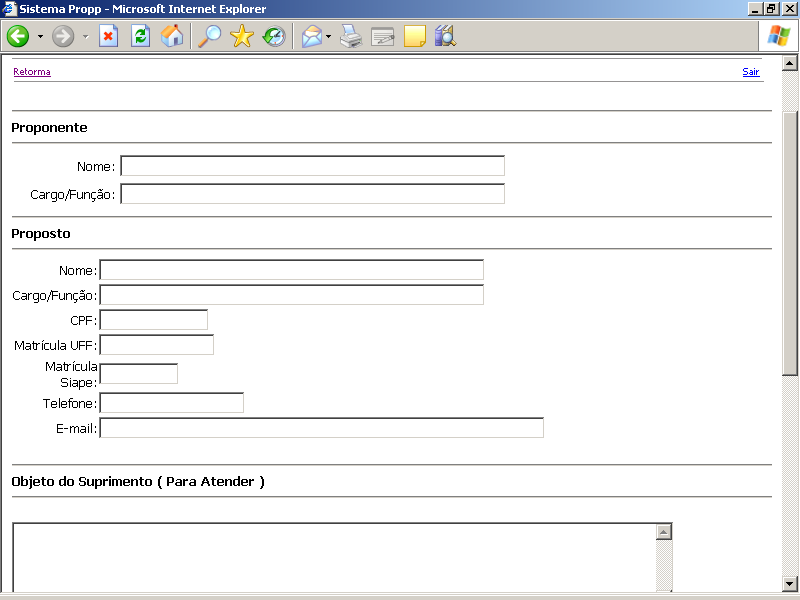 Sistema Propp - Microsoft Internet Explorer
Retorma Sair
Proponente
Nome:
Cargo/Função:
Proposto
Nome:
Cargo/Função:
CPF:
Matrícula UFF:
Matrícula
Siape:
Telefone:
E-mail:
Objeto do Suprimento ( Para Atender )